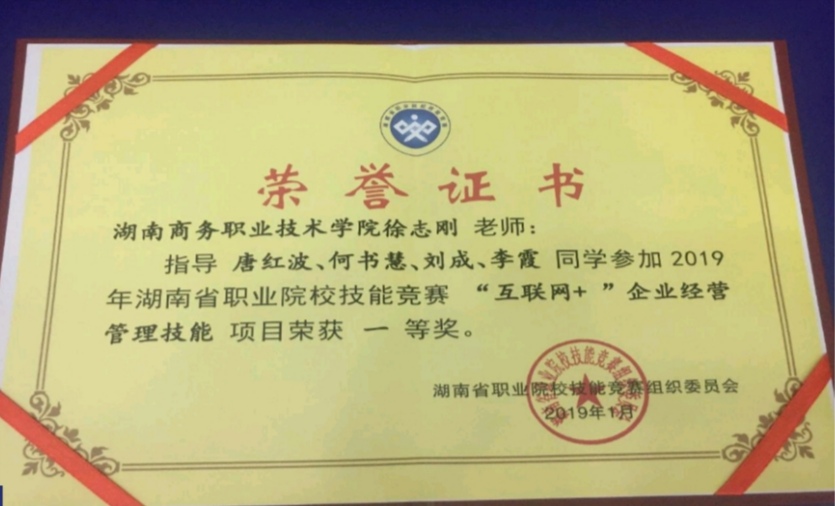 荣誉证书
湖南商务职业技术学院徐志刚 老师：
指导 唐红波、何书慧、刘成、李霞 同学参加 2019
年湖南省职业院校技能竞赛 “互联网+ ”企业经营
管理技能 项目荣获 一 等奖。
湖南省职业院校技能竞赛组织委员会
2019年1月